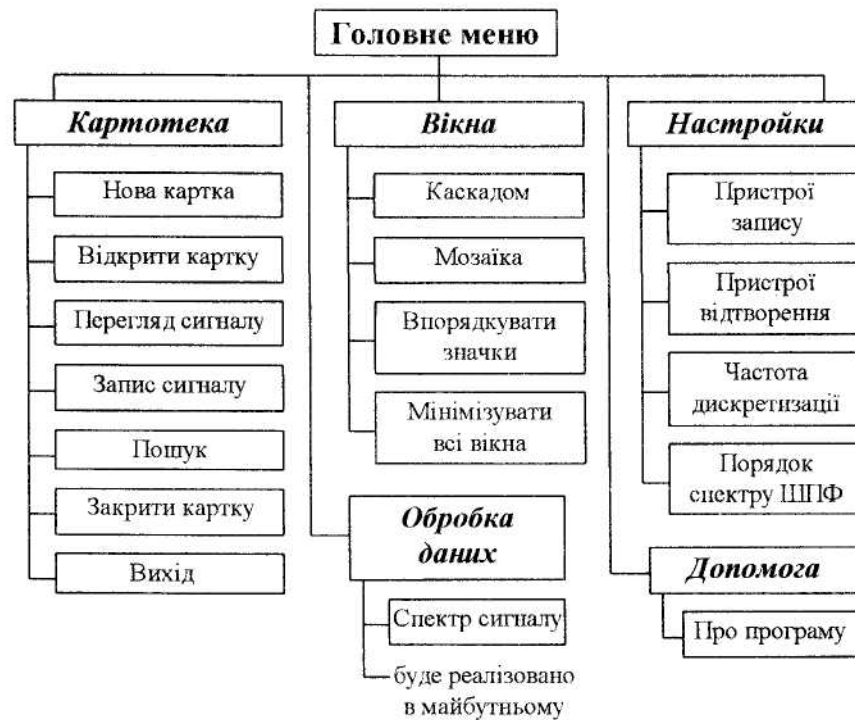 Головне меню
Картотека
Нова картка
Відкрити картку
Перегляд сигналу
Запис сигналу
Пошук
Закрити картку
Вихід
Вікна
Каскадом
Мозаїка
Впорядкувати
значки
Мінімізувати
всі вікна
Обробка
даних
Спектр сигналу
буде реалізовано
в майбутньому
Настройки
Пристрої
запису
Пристрої
відтворення
Частота
дискретизації
Порядок
спектру ШПФ
Допомога
Про програму